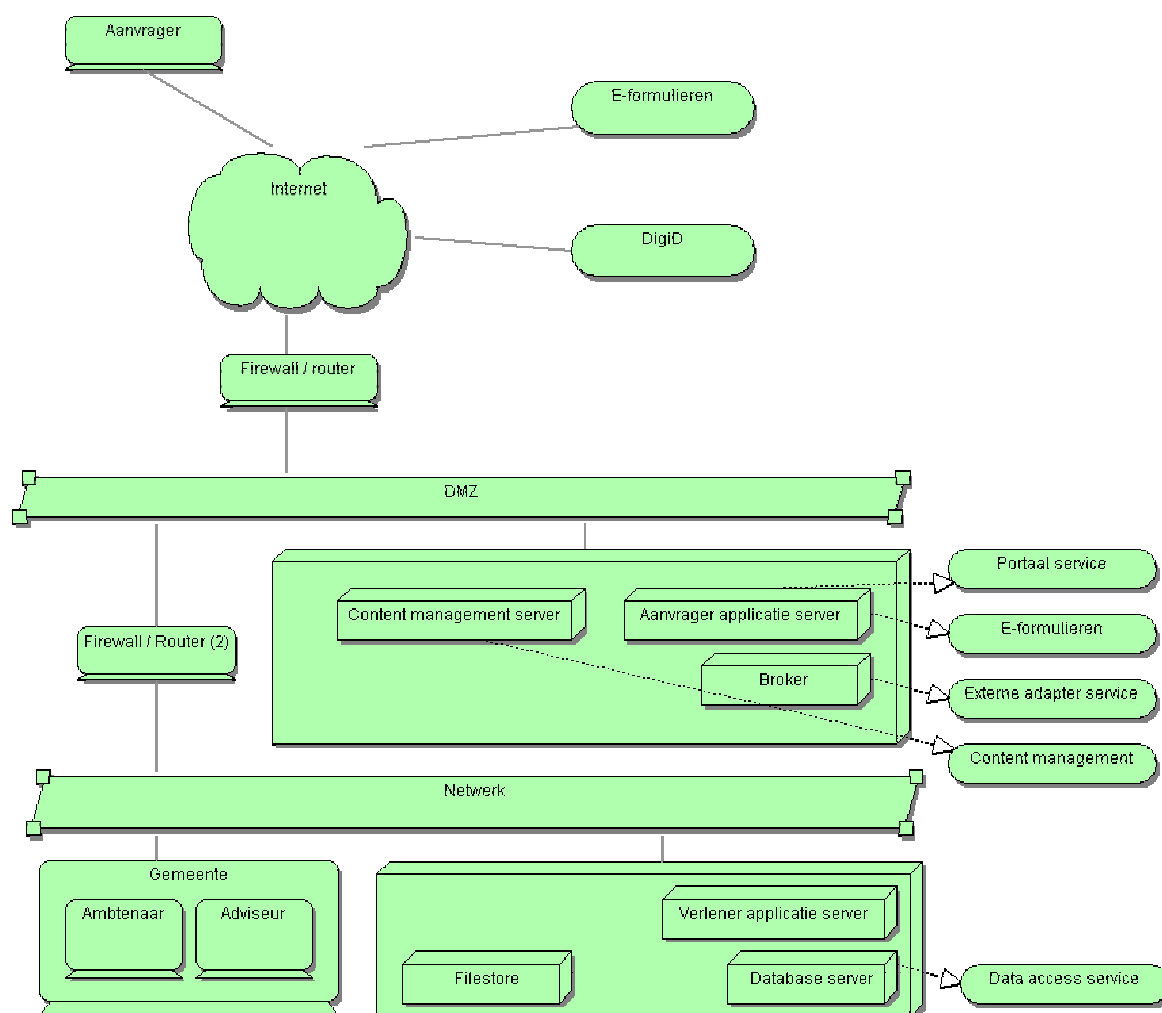 Aanvrager
E-formulieren
Internet
DigiD
Firewall / router
DMZ
Portaal service
Content management server
Aanvrager applicatie server
E-formulieren
Firewall / Router (2)
Broker
Externe adapter service
Content management
Netwerk
Gemeente
Ambtenaar
Adviseur
Verlener applicatie server
Filestore
Database server
Data access service